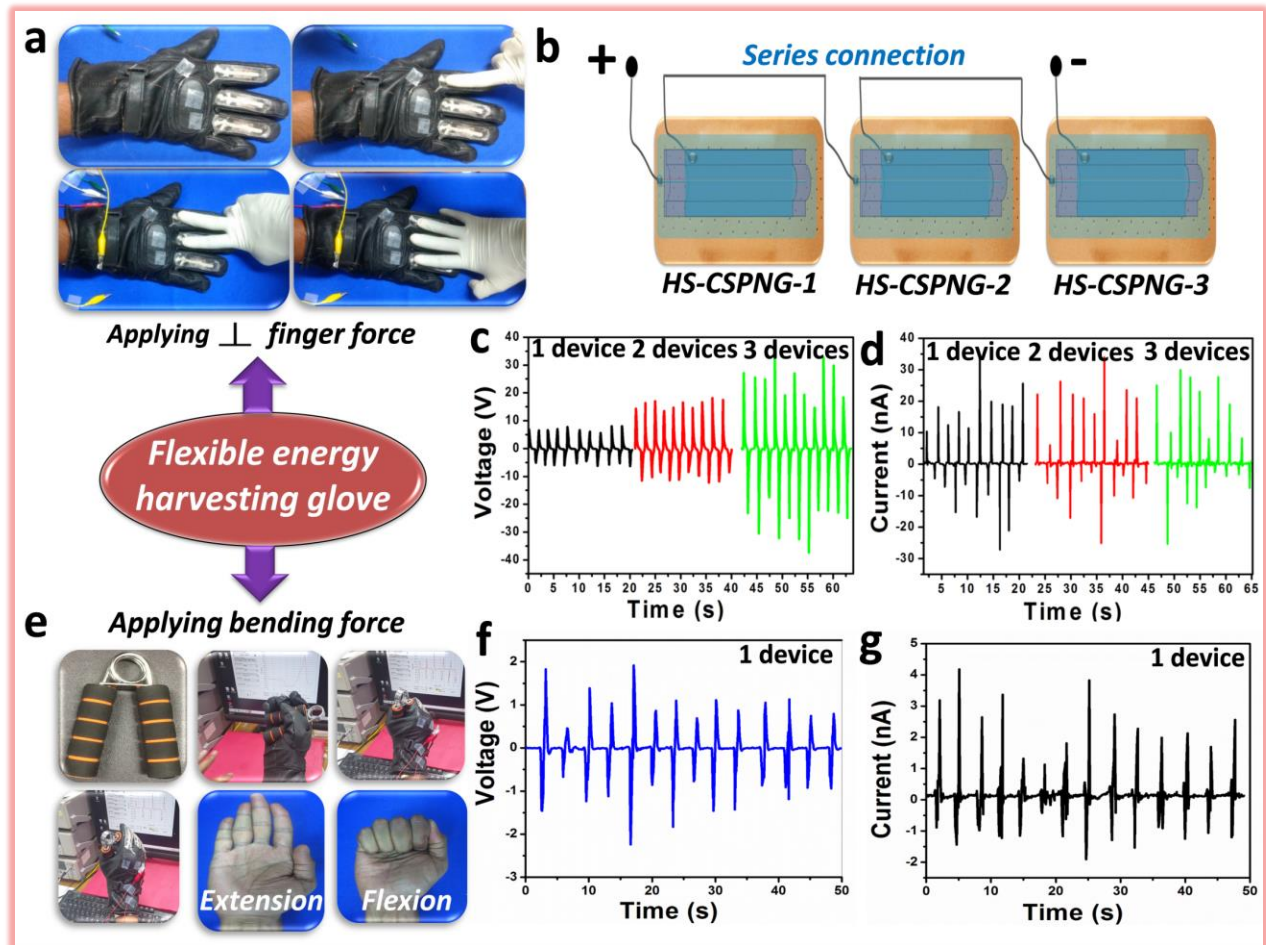 a
b
+
Series connection
-
HS-CSPNG-1
HS-CSPNG-2
HS-CSPNG-3
Applying ⊥ finger force
Flexible energy
harvesting glove
c
1 device 2 devices 3 devices
Voltage (V)
40
30
20
10
0
-10
-20
-30
-40
0 5 10 15 20 25 30 35 40 45 50 55 60
Time (s)
d
1 device 2 devices 3 devices
Current (nA)
40
30
20
10
0
-10
-20
-30
5 10 15 20 25 30 35 40 45 50 55 60 65
Time (s)
e
Applying bending force
Extension
Flexion
f
1 device
Voltage (V)
2
1
0
-1
-2
-3
0 10 20 30 40 50
Time (s)
g
1 device
Current (nA)
5
4
3
2
1
0
-1
-2
0 10 20 30 40 50
Time (s)